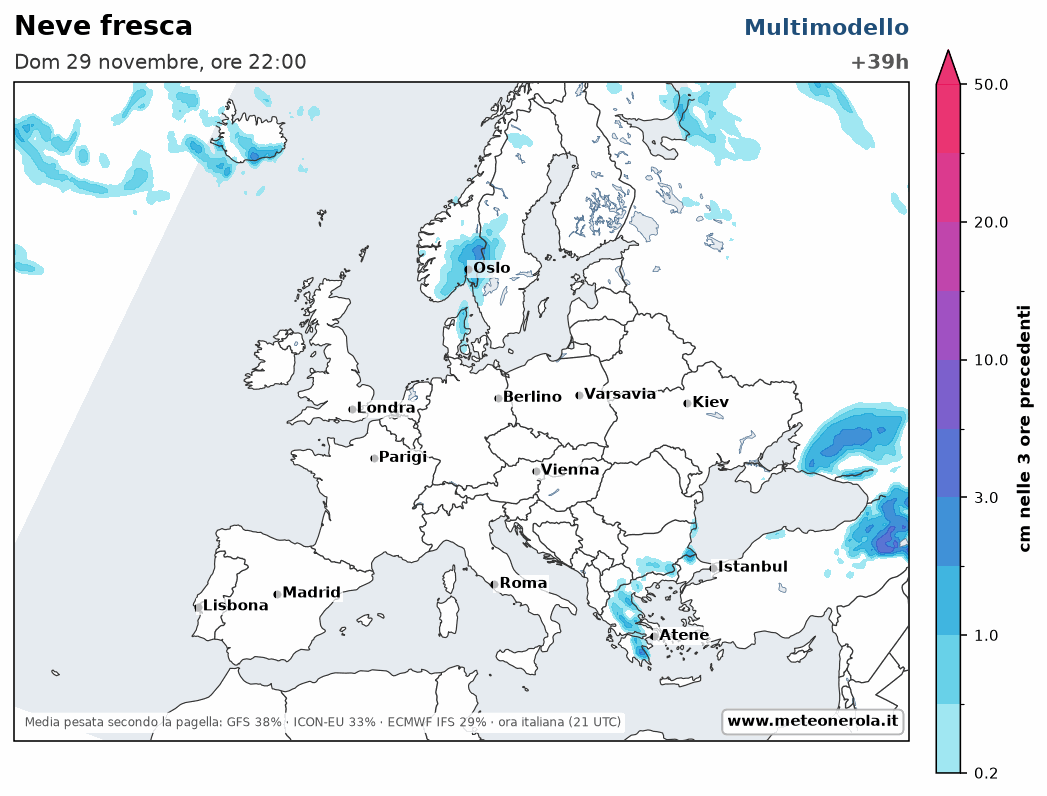 Neve fresca
Multimodello
Dom 29 novembre, ore 22:00
+39h
50.0
20.0
10.0
3.0
1.0
0.2
cm nelle 3 ore precedenti
Oslo
Berlino
Varsavia
Kiev
Londra
Parigi
Vienna
Istanbul
Roma
Madrid
Lisbona
Atene
Media pesata secondo la pagella: GFS 38% · ICON-EU 33% · ECMWF IFS 29% · ora italiana (21 UTC)
www.meteonerola.it